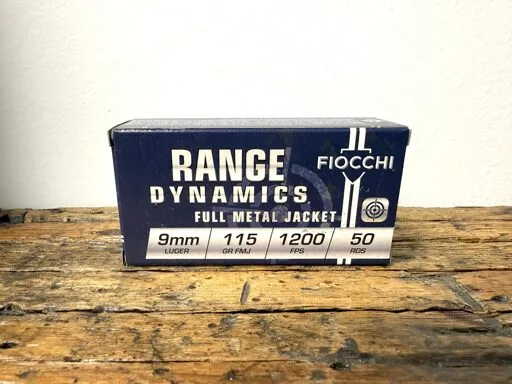 RANGE
DYNAMICS
FULL METAL JACKET
FIOCCHI
9mm
LUGER
115
GR FMJ
1200
FPS
50
RDS